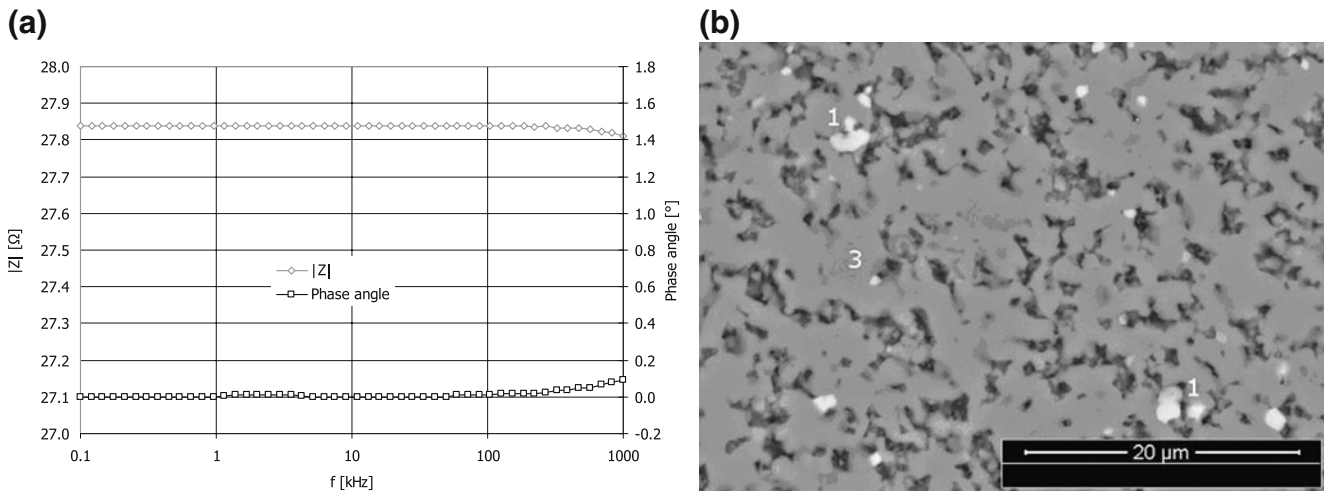 (a)
28.0
27.9
27.8
27.7
27.6
27.5
27.4
27.3
27.2
27.1
27.0
|Z| [Ω]
1.8
1.6
1.4
1.2
1.0
0.8
0.6
0.4
0.2
0.0
-0.2
Phase angle [°]
|Z|
Phase angle
0.1 1 10 100 1000
f [kHz]
(b)
1
3
1
20 µm